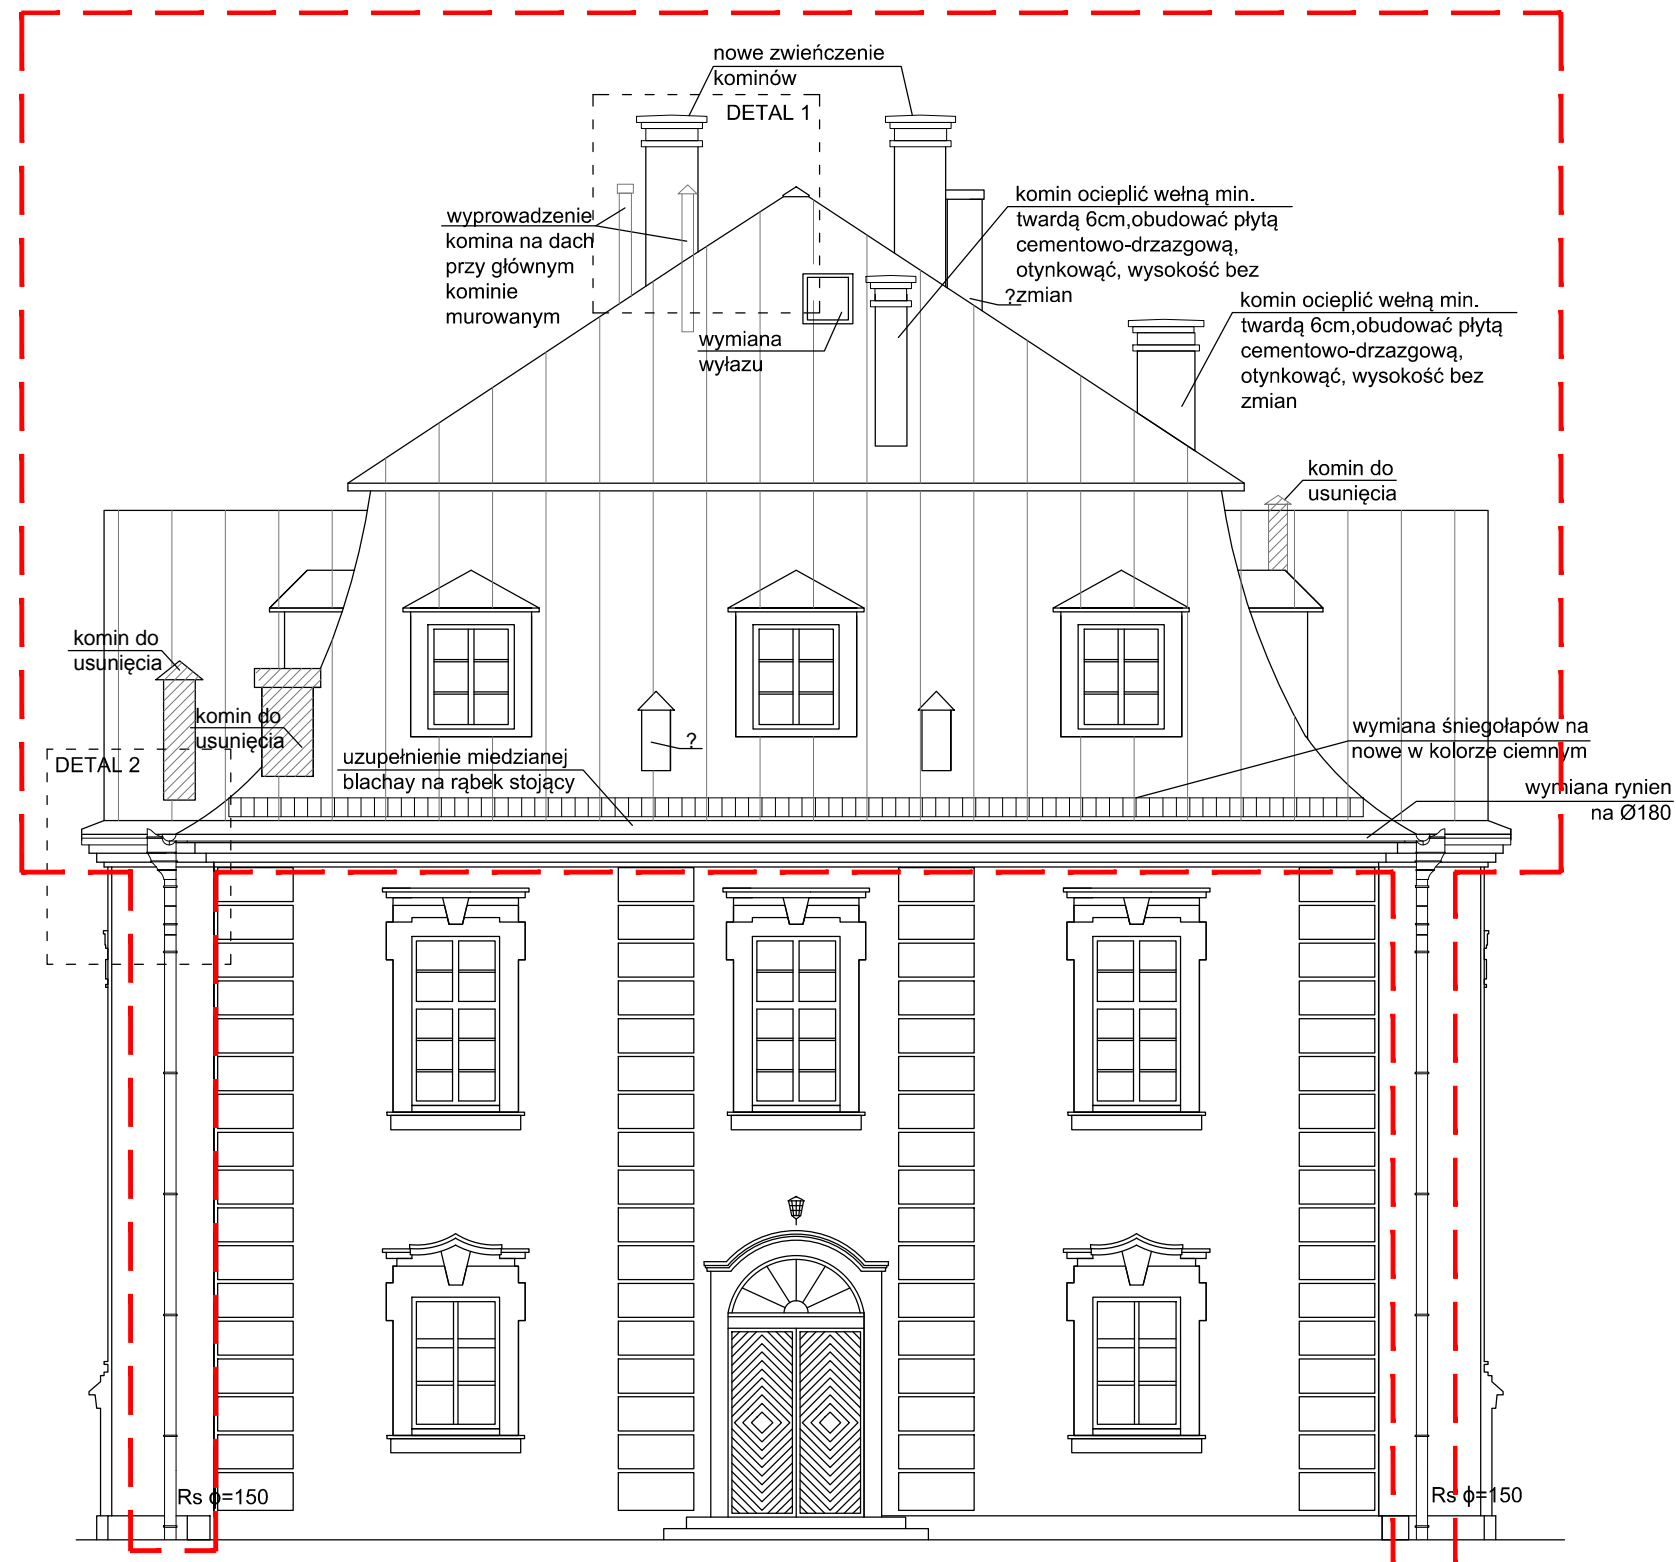 nowe zwieńczenie
kominów
DETAL 1
wyprowadzenie
komina na dach
przy głównym
kominie
murowanym
komin ocieplić wełną min.
twardą 6cm,obudować płytą
cementowo-drzazgową,
otynkowąć, wysokość bez
zmian
?
wymiana
wyłazu
komin ocieplić wełną min.
twardą 6cm,obudować płytą
cementowo-drzazgową,
otynkowąć, wysokość bez
zmian
komin do
usunięcia
komin do
usunięcia
komin do
usunięcia
DETAL 2
?
uzupełnienie miedzianej
blachay na rąbek stojący
wymiana śniegołapów na
nowe w kolorze ciemnym
wymiana rynien
na Ø180
Rs ϕ=150
Rs ϕ=150